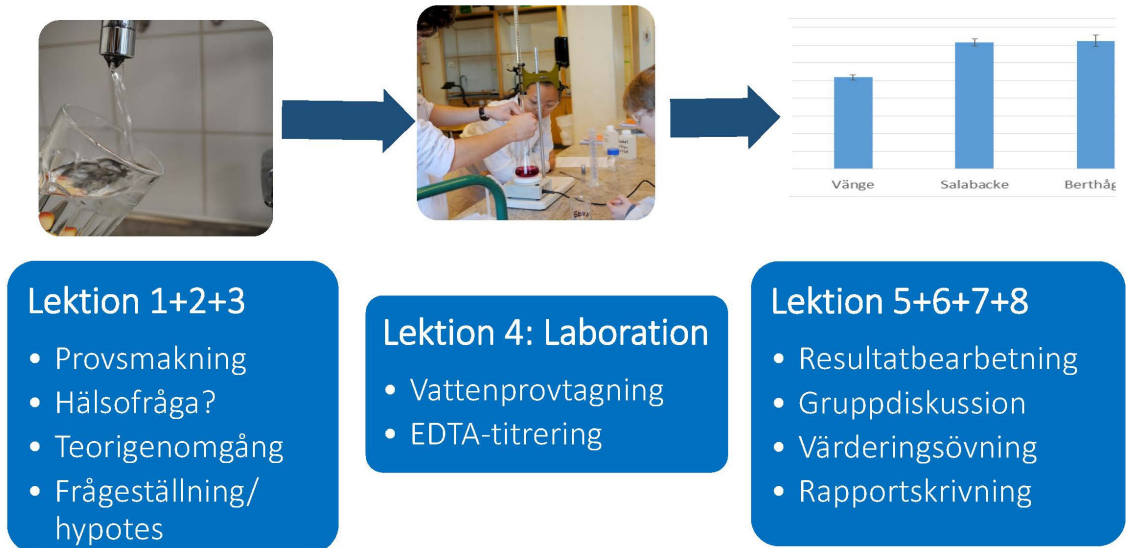 Vänge
Salabacke
Berthåg
Lektion 1+2+3
• Provsmakning
• Hälsofråga?
• Teorigenomgång
• Frågeställning/
hypotes
Lektion 4: Laboration
• Vattenprovtagning
• EDTA-titrering
Lektion 5+6+7+8
• Resultatbearbetning
• Gruppdiskussion
• Värderingsövning
• Rapportskrivning